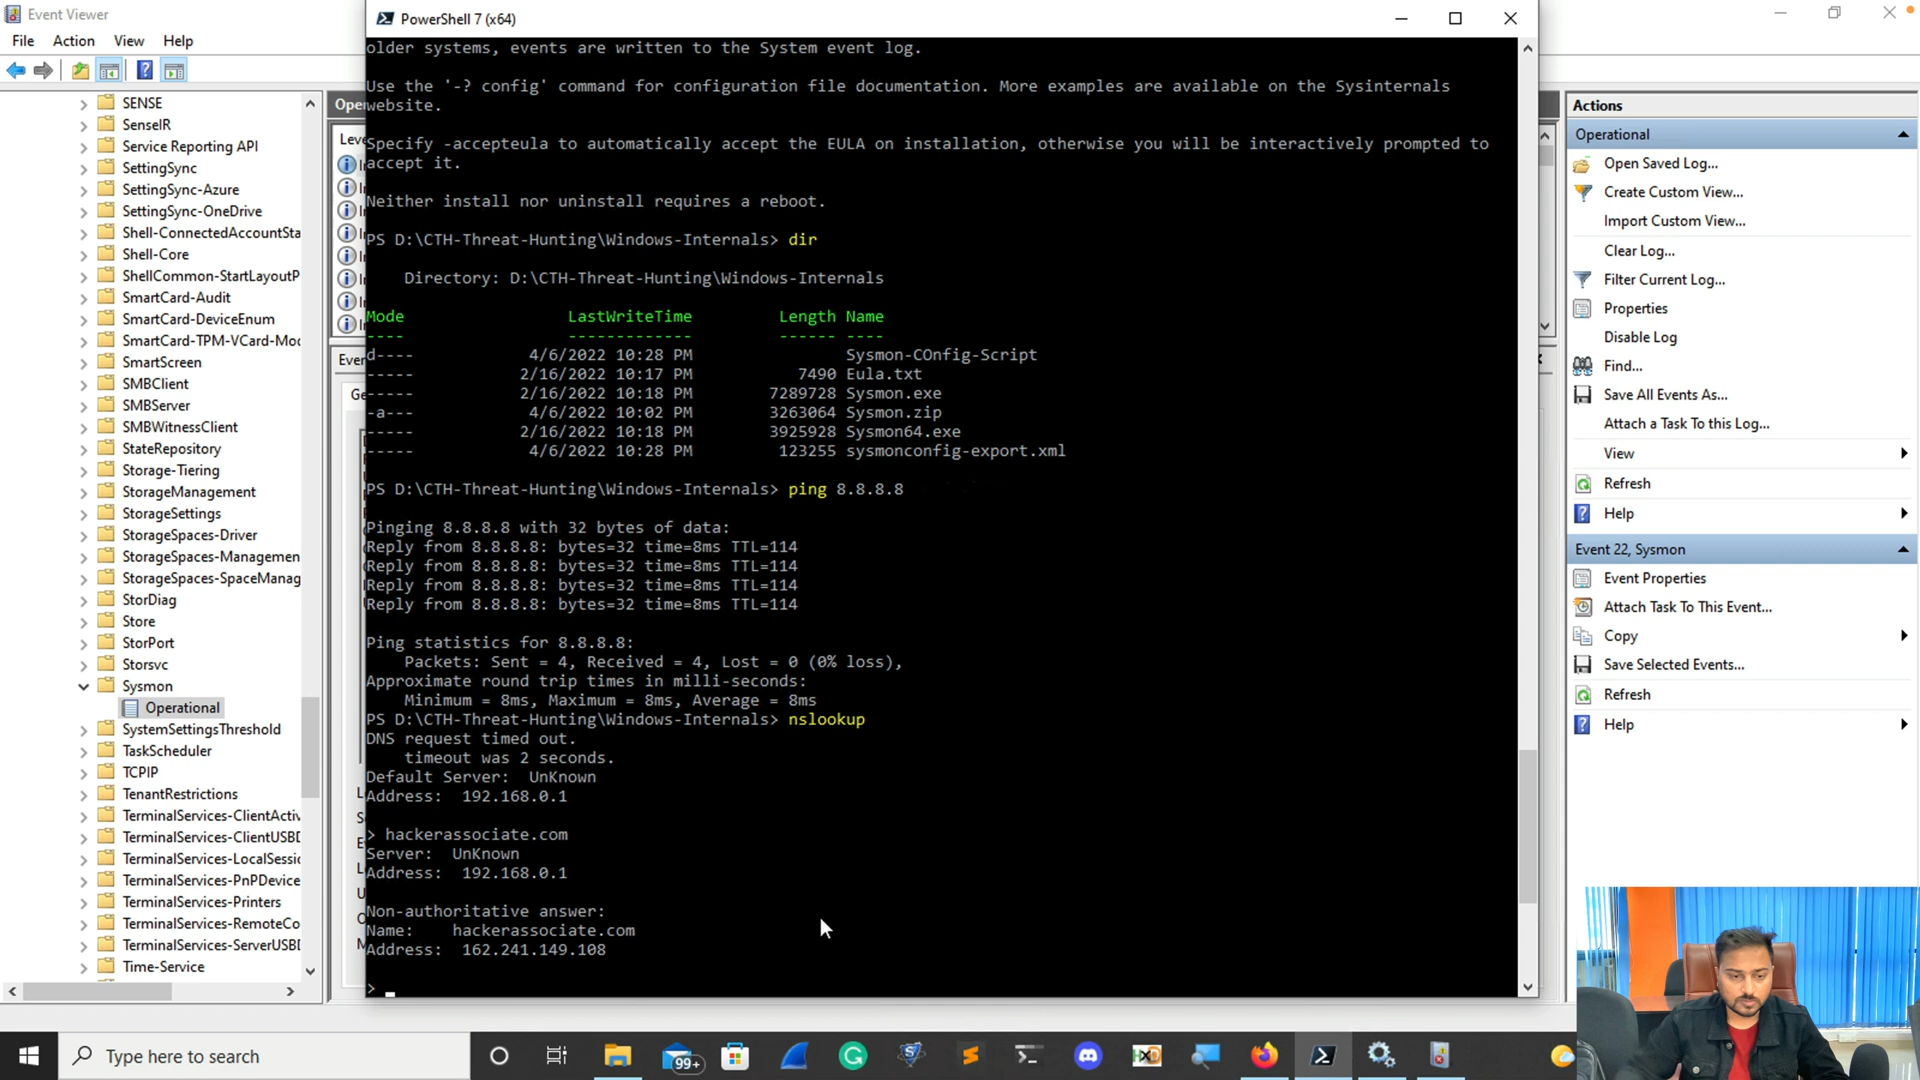 Event Viewer
File Action View Help
SENSE
SenseIR
Service Reporting API
SettingSync
SettingSync-Azure
SettingSync-OneDrive
Shell-ConnectedAccountSta
Shell-Core
ShellCommon-StartLayoutP
SmartCard-Audit
SmartCard-DeviceEnum
SmartCard-TPM-VCard-Moc
SmartScreen
SMBClient
SMBServer
SMBWitnessClient
StateRepository
Storage-Tiering
StorageManagement
StorageSettings
StorageSpaces-Driver
StorageSpaces-Managemen
StorageSpaces-SpaceManag
StorDiag
Store
StorPort
Storsvc
Sysmon
Operational
SystemSettingsThreshold
TaskScheduler
TCPIP
TenantRestrictions
TerminalServices-ClientActiv
TerminalServices-ClientUSBD
TerminalServices-LocalSessic
TerminalServices-PnPDevice
TerminalServices-Printers
TerminalServices-RemoteCo
TerminalServices-ServerUSBD
Time-Service
Oper
Leve
Even
Ge
PowerShell 7 (x64)
older systems, events are written to the System event log.
Use the '-? config' command for configuration file documentation. More examples are available on the Sysinternals
website.
Specify -accepteula to automatically accept the EULA on installation, otherwise you will be interactively prompted to
accept it.
Neither install nor uninstall requires a reboot.
PS D:\CTH-Threat-Hunting\Windows-Internals> dir
Directory: D:\CTH-Threat-Hunting\Windows-Internals
Mode LastWriteTime Length Name
---- ------------- ------ ----
d---- 4/6/2022 10:28 PM Sysmon-COnfig-Script
----- 2/16/2022 10:17 PM 7490 Eula.txt
----- 2/16/2022 10:18 PM 7289728 Sysmon.exe
-a--- 4/6/2022 10:02 PM 3263064 Sysmon.zip
----- 2/16/2022 10:18 PM 3925928 Sysmon64.exe
----- 4/6/2022 10:28 PM 123255 sysmonconfig-export.xml
PS D:\CTH-Threat-Hunting\Windows-Internals> ping 8.8.8.8
Pinging 8.8.8.8 with 32 bytes of data:
Reply from 8.8.8.8: bytes=32 time=8ms TTL=114
Reply from 8.8.8.8: bytes=32 time=8ms TTL=114
Reply from 8.8.8.8: bytes=32 time=8ms TTL=114
Reply from 8.8.8.8: bytes=32 time=8ms TTL=114
Ping statistics for 8.8.8.8:
Packets: Sent = 4, Received = 4, Lost = 0 (0% loss),
Approximate round trip times in milli-seconds:
Minimum = 8ms, Maximum = 8ms, Average = 8ms
PS D:\CTH-Threat-Hunting\Windows-Internals> nslookup
DNS request timed out.
timeout was 2 seconds.
Default Server: UnKnown
Address: 192.168.0.1
> hackerassociate.com
Server: UnKnown
Address: 192.168.0.1
Non-authoritative answer:
Name: hackerassociate.com
Address: 162.241.149.108
> _
Actions
Operational
Open Saved Log...
Create Custom View...
Import Custom View...
Clear Log...
Filter Current Log...
Properties
Disable Log
Find...
Save All Events As...
Attach a Task To this Log...
View
Refresh
Help
Event 22, Sysmon
Event Properties
Attach Task To This Event...
Copy
Save Selected Events...
Refresh
Help
Type here to search
99+